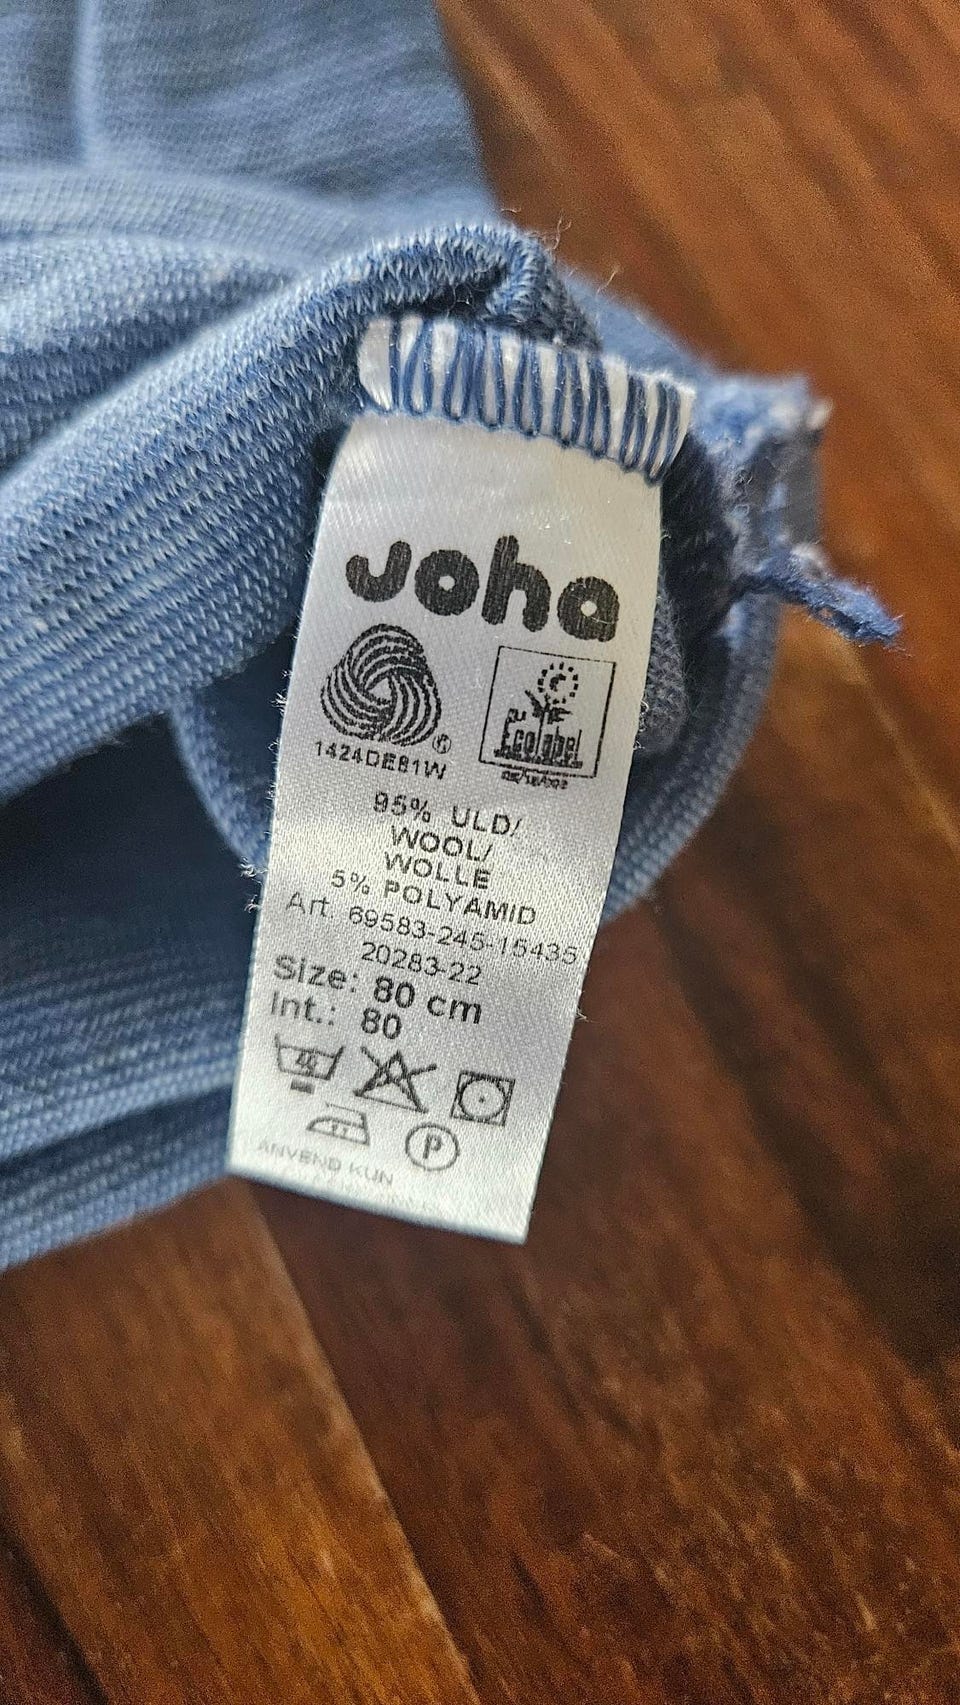 Joha
1424DE81W
Ecolabel
95% ULD/
WOOL/
WOLLE
5% POLYAMID
Art. 69583-245-15435
20283-22
Size: 80 cm
Int.: 80
40
P
ANVEND KUN